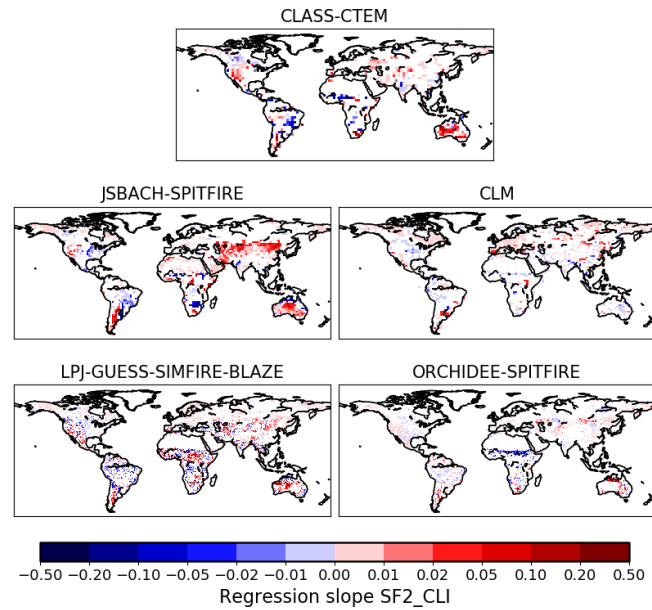 CLASS-CTEM
JSBACH-SPITFIRE
CLM
LPJ-GUESS-SIMFIRE-BLAZE
ORCHIDEE-SPITFIRE
−0.50 −0.20 −0.10 −0.05 −0.02 −0.01 0.00 0.01 0.02 0.05 0.10 0.20 0.50
Regression slope SF2_CLI